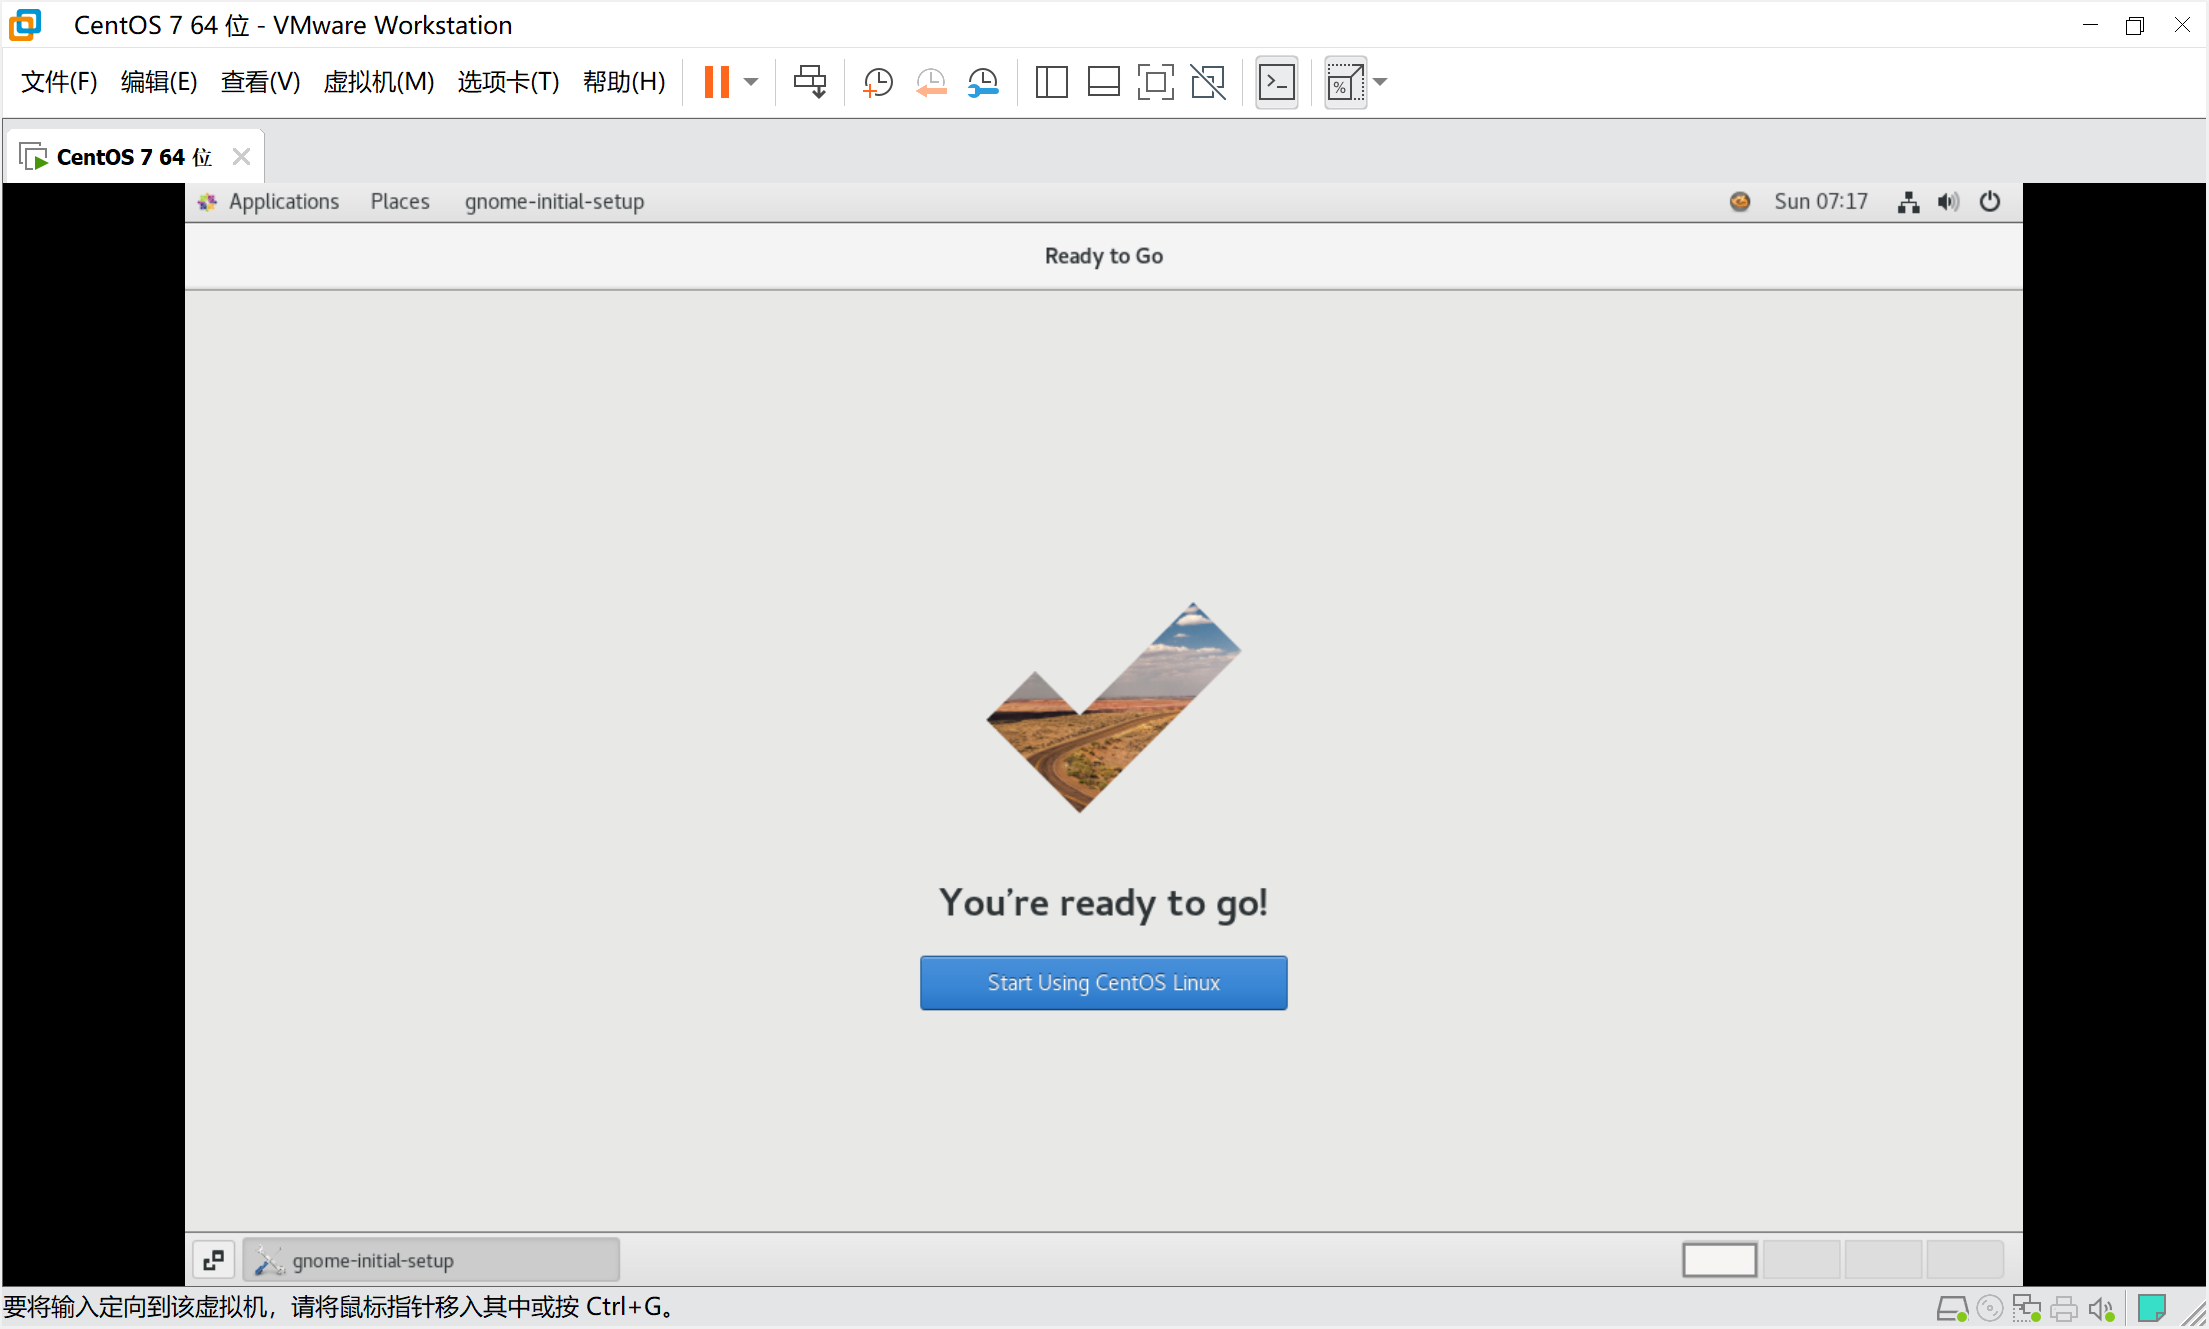 CentOS 7 64 位 - VMware Workstation
文件(F) 编辑(E) 查看(V) 虚拟机(M) 选项卡(T) 帮助(H)
CentOS 7 64 位
Applications Places gnome-initial-setup Sun 07:17
Ready to Go
You're ready to go!
Start Using CentOS Linux
gnome-initial-setup
要将输入定向到该虚拟机，请将鼠标指针移入其中或按 Ctrl+G。